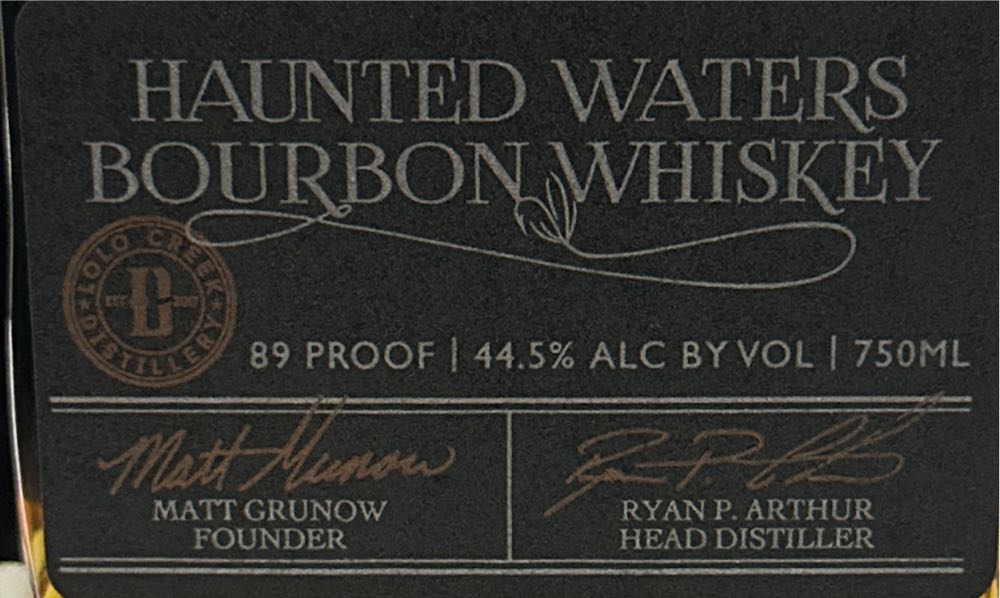 HAUNTED WATERS
BOURBON WHISKEY
LOLO CREEK
EST 2017
DISTILLERY
89 PROOF | 44.5% ALC BY VOL | 750ML
Matt Grunow
MATT GRUNOW
FOUNDER
RYAN P. ARTHUR
HEAD DISTILLER